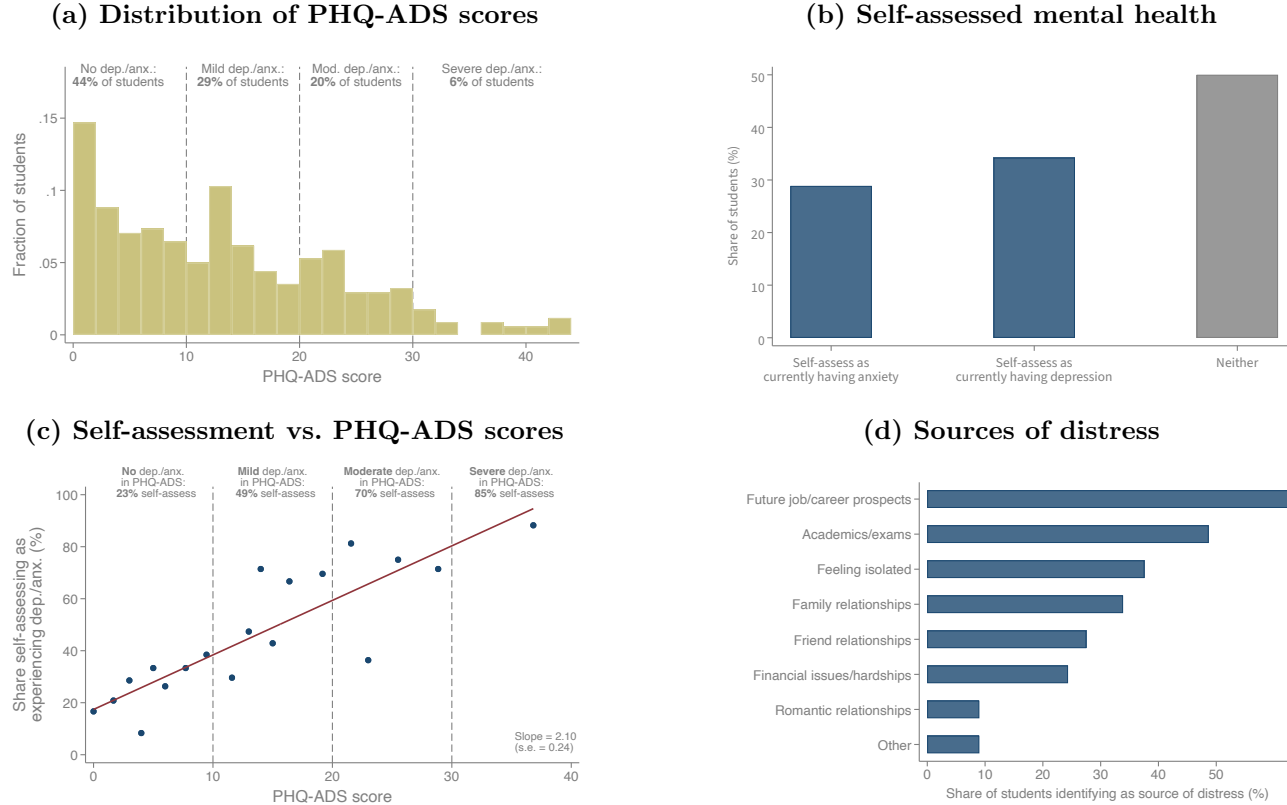 (a) Distribution of PHQ-ADS scores
No dep./anx.:
44% of students
Mild dep./anx.:
29% of students
Mod. dep./anx.:
20% of students
Severe dep./anx.:
6% of students
Fraction of students
.15
.1
.05
0
0
10
20
30
40
PHQ-ADS score
(b) Self-assessed mental health
Share of students (%)
50
40
30
20
10
0
Self-assess as
currently having anxiety
Self-assess as
currently having depression
Neither
(c) Self-assessment vs. PHQ-ADS scores
No dep./anx.
in PHQ-ADS:
23% self-assess
Mild dep./anx.
in PHQ-ADS:
49% self-assess
Moderate dep./anx.
in PHQ-ADS:
70% self-assess
Severe dep./anx.
in PHQ-ADS:
85% self-assess
Share self-assessing as
experiencing dep./anx. (%)
100
80
60
40
20
0
Slope = 2.10
(s.e. = 0.24)
0
10
20
30
40
PHQ-ADS score
(d) Sources of distress
Future job/career prospects
Academics/exams
Feeling isolated
Family relationships
Friend relationships
Financial issues/hardships
Romantic relationships
Other
0
10
20
30
40
50
Share of students identifying as source of distress (%)